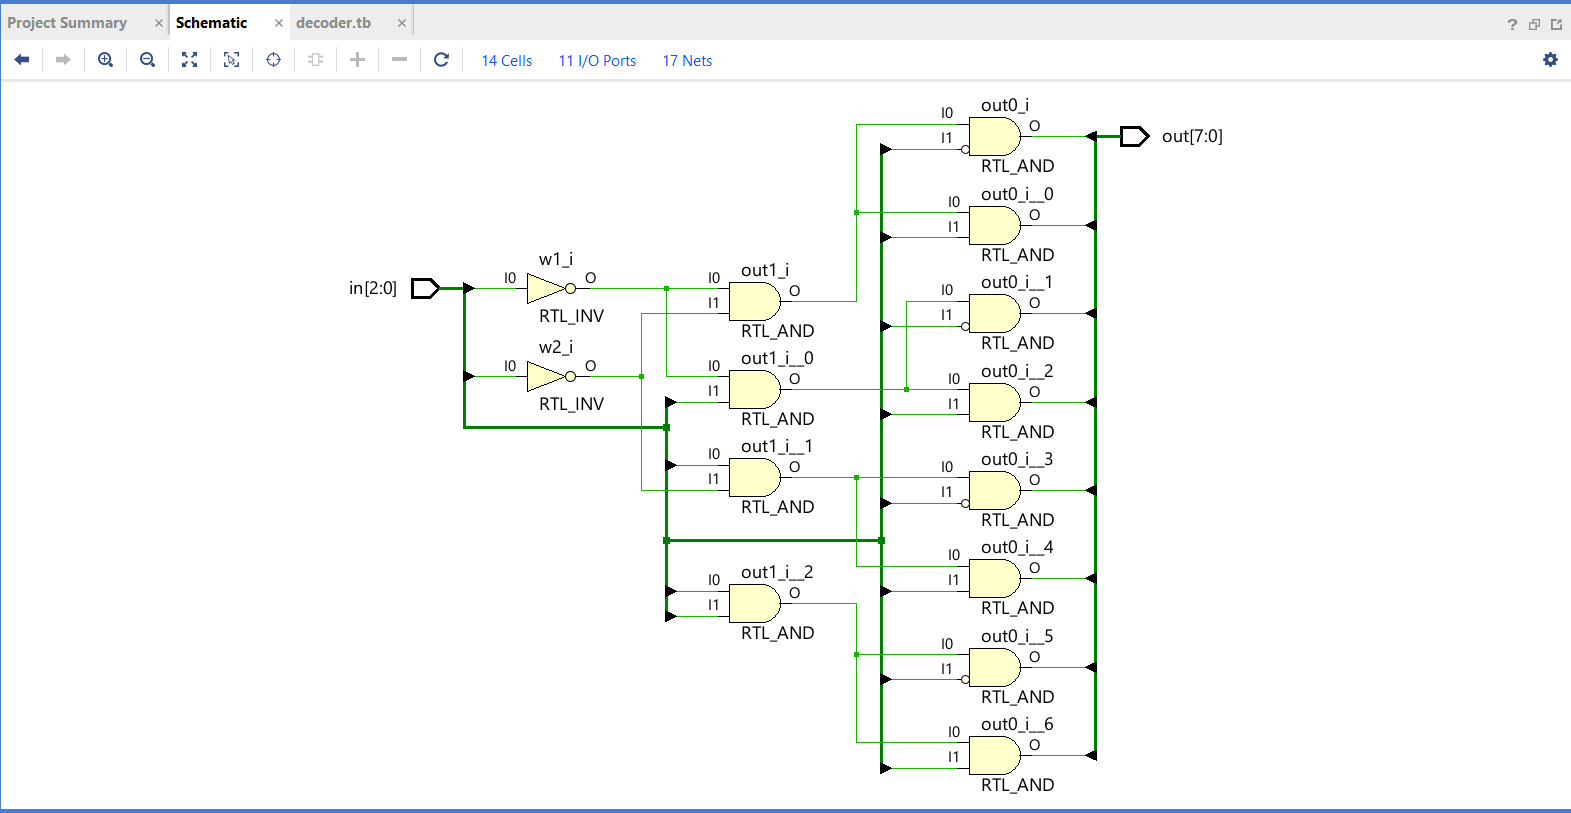 Project Summary × Schematic × decoder.tb ×
?
14 Cells 11 I/O Ports 17 Nets
in[2:0]
w1_i
I0 O
RTL_INV
w2_i
I0 O
RTL_INV
out1_i
I0 O
I1
RTL_AND
out1_i__0
I0 O
I1
RTL_AND
out1_i__1
I0 O
I1
RTL_AND
out1_i__2
I0 O
I1
RTL_AND
out0_i
I0 O
I1
RTL_AND
out0_i__0
I0 O
I1
RTL_AND
out0_i__1
I0 O
I1
RTL_AND
out0_i__2
I0 O
I1
RTL_AND
out0_i__3
I0 O
I1
RTL_AND
out0_i__4
I0 O
I1
RTL_AND
out0_i__5
I0 O
I1
RTL_AND
out0_i__6
I0 O
I1
RTL_AND
out[7:0]